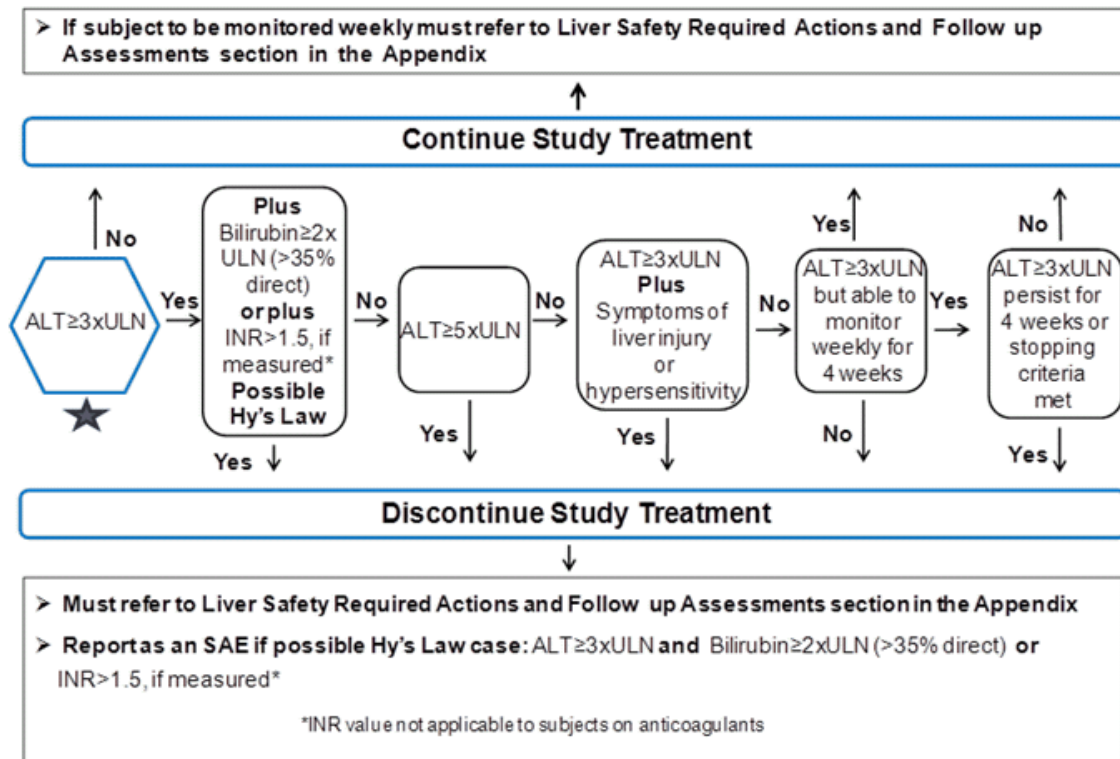 ➢ If subject to be monitored weekly must refer to Liver Safety Required Actions and Follow up
Assessments section in the Appendix
Continue Study Treatment
No
ALT≥3xULN
Yes
Plus
Bilirubin≥2x
ULN (>35%
direct)
or plus
INR>1.5, if
measured*
Possible
Hy's Law
Yes
No
ALT≥5xULN
Yes
No
ALT≥3xULN
Plus
Symptoms of
liver injury
or
hypersensitivity
Yes
No
Yes
ALT≥3xULN
but able to
monitor
weekly for
4 weeks
No
Yes
No
ALT≥3xULN
persist for
4 weeks or
stopping
criteria
met
Yes
Discontinue Study Treatment
➢ Must refer to Liver Safety Required Actions and Follow up Assessments section in the Appendix
➢ Report as an SAE if possible Hy's Law case: ALT≥3xULN and Bilirubin≥2xULN (>35% direct) or
INR>1.5, if measured*
*INR value not applicable to subjects on anticoagulants